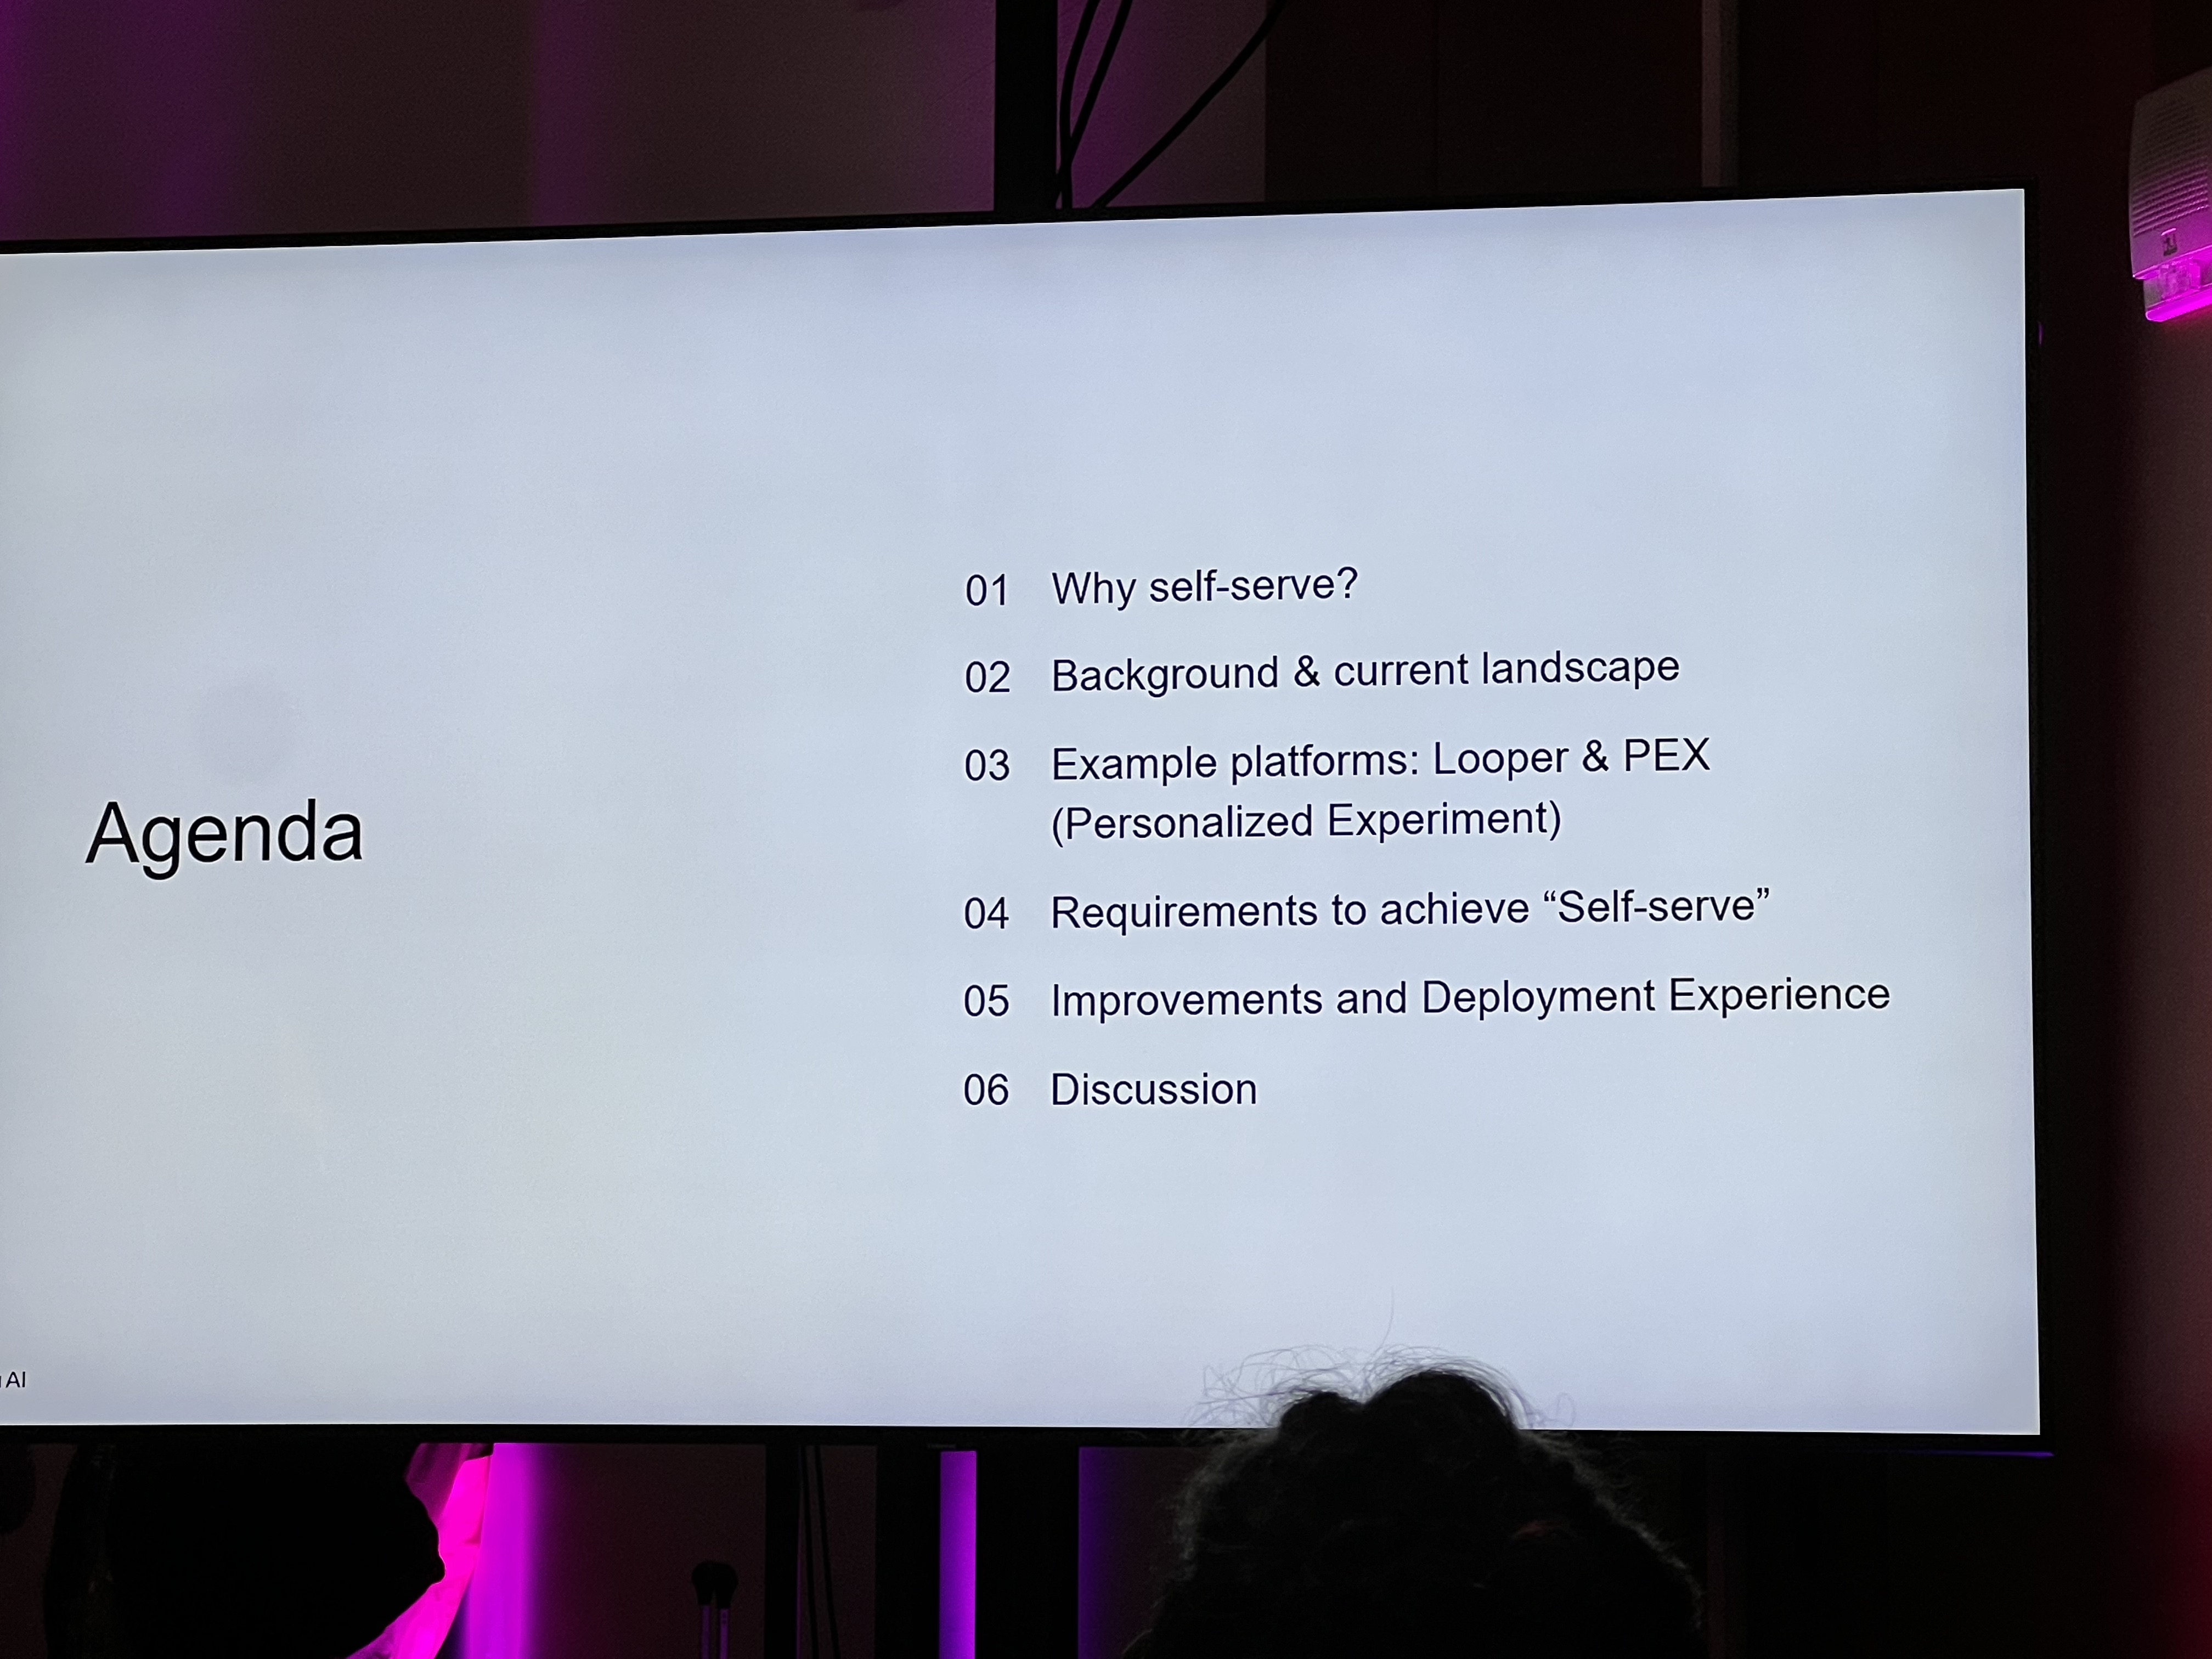 Agenda
01 Why self-serve?
02 Background & current landscape
03 Example platforms: Looper & PEX
(Personalized Experiment)
04 Requirements to achieve “Self-serve”
05 Improvements and Deployment Experience
06 Discussion
AI